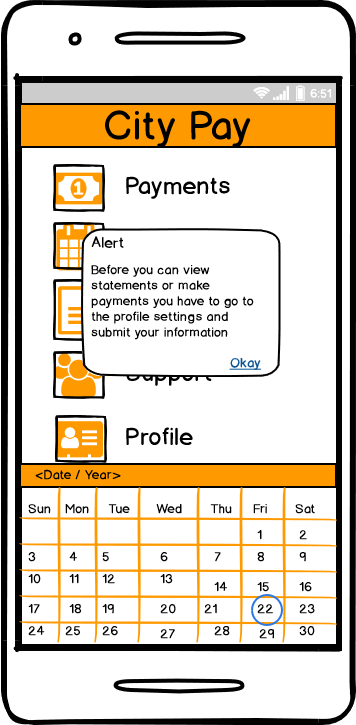 6:51
City Pay
1
Payments
Alert
Before you can view
statements or make
payments you have to go to
the profile settings and
submit your information
Okay
Support
Profile
<Date / Year>
Sun Mon Tue Wed Thu Fri Sat
1 2
3 4 5 6 7 8 9
10 11 12 13 14 15 16
17 18 19 20 21 22 23
24 25 26 27 28 29 30